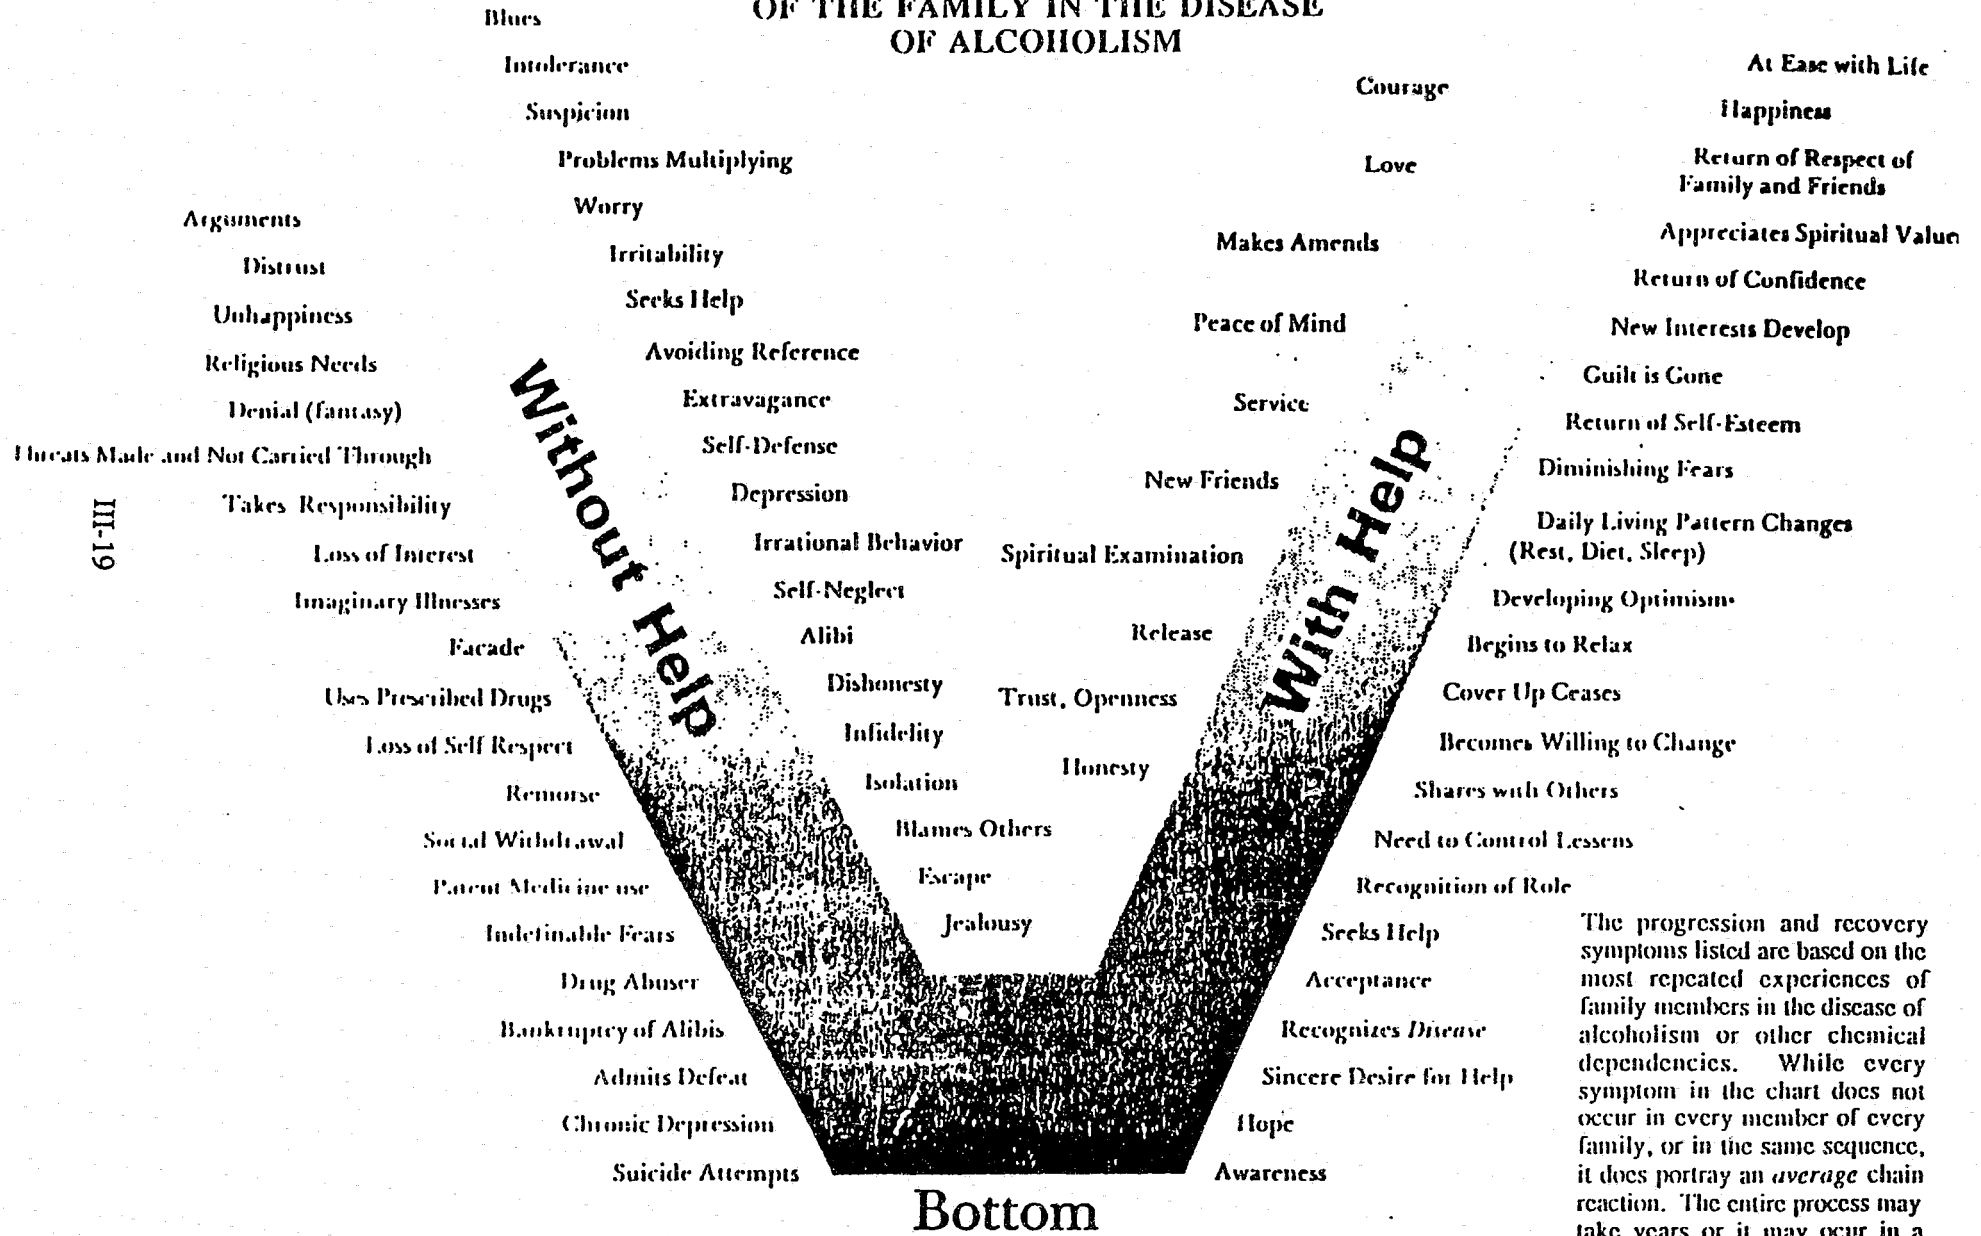 OF THE FAMILY IN THE DISEASE
OF ALCOHOLISM
Blues
Intolerance
Suspicion
Problems Multiplying
Worry
Irritability
Seeks Help
Avoiding Reference
Extravagance
Self-Defense
Depression
Irrational Behavior
Self-Neglect
Alibi
Dishonesty
Infidelity
Isolation
Blames Others
Escape
Jealousy
Arguments
Distrust
Unhappiness
Religious Needs
Denial (fantasy)
Threats Made and Not Carried Through
Takes Responsibility
Loss of Interest
Imaginary Illnesses
Facade
Uses Prescribed Drugs
Loss of Self Respect
Remorse
Social Withdrawal
Patent Medicine use
Indefinable Fears
Drug Abuser
Bankruptcy of Alibis
Admits Defeat
Chronic Depression
Suicide Attempts
III-19
Without Help
Bottom
With Help
Courage
Love
Makes Amends
Peace of Mind
Service
New Friends
Spiritual Examination
Release
Trust, Openness
Honesty
At Ease with Life
Happiness
Return of Respect of
Family and Friends
Appreciates Spiritual Value
Return of Confidence
New Interests Develop
Guilt is Gone
Return of Self-Esteem
Diminishing Fears
Daily Living Pattern Changes
(Rest, Diet, Sleep)
Developing Optimism
Begins to Relax
Cover Up Ceases
Becomes Willing to Change
Shares with Others
Need to Control Lessens
Recognition of Role
Seeks Help
Acceptance
Recognizes Disease
Sincere Desire for Help
Hope
Awareness
The progression and recovery
symptoms listed are based on the
most repeated experiences of
family members in the disease of
alcoholism or other chemical
dependencies. While every
symptom in the chart does not
occur in every member of every
family, or in the same sequence,
it does portray an average chain
reaction. The entire process may
take years or it may ocur in a